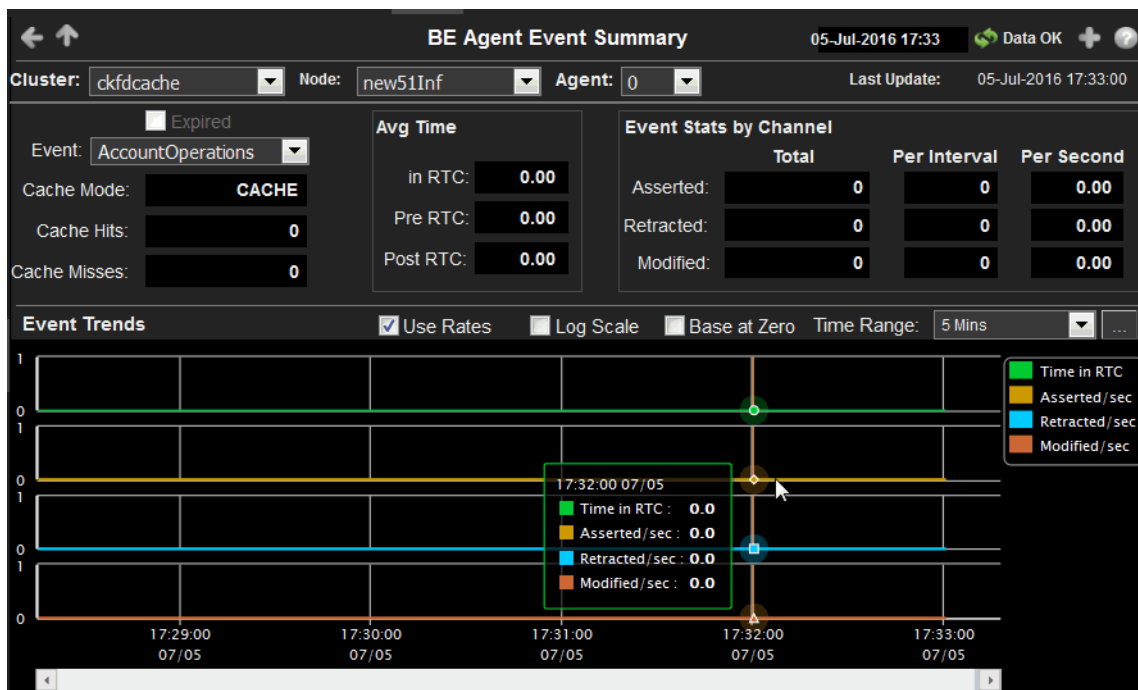 BE Agent Event Summary 05-Jul-2016 17:33 Data OK + ?
Cluster: ckfdcache Node: new51Inf Agent: 0 Last Update: 05-Jul-2016 17:33:00
Expired
Event: AccountOperations
Cache Mode: CACHE
Cache Hits: 0
Cache Misses: 0
Avg Time
in RTC: 0.00
Pre RTC: 0.00
Post RTC: 0.00
Event Stats by Channel
Total Per Interval Per Second
Asserted: 0 0 0.00
Retracted: 0 0 0.00
Modified: 0 0 0.00
Event Trends Use Rates Log Scale Base at Zero Time Range: 5 Mins ...
1
0
1
0
1
0
1
0
17:32:00 07/05
Time in RTC : 0.0
Asserted/sec : 0.0
Retracted/sec : 0.0
Modified/sec : 0.0
Time in RTC
Asserted/sec
Retracted/sec
Modified/sec
17:29:00 17:30:00 17:31:00 17:32:00 17:33:00
07/05 07/05 07/05 07/05 07/05